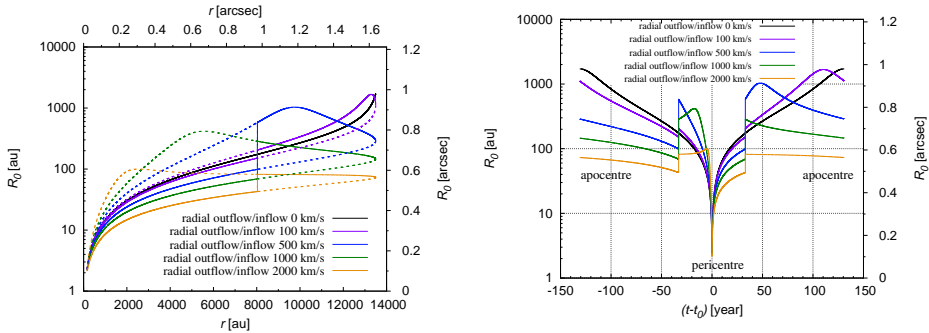 r [arcsec]
0 0.2 0.4 0.6 0.8 1 1.2 1.4 1.6
10000
1000
100
10
1
R0 [au]
1.2
1
0.8
0.6
0.4
0.2
0
R0 [arcsec]
radial outflow/inflow 0 km/s
radial outflow/inflow 100 km/s
radial outflow/inflow 500 km/s
radial outflow/inflow 1000 km/s
radial outflow/inflow 2000 km/s
0 2000 4000 6000 8000 10000 12000 14000
r [au]
10000
1000
100
10
1
R0 [au]
radial outflow/inflow 0 km/s
radial outflow/inflow 100 km/s
radial outflow/inflow 500 km/s
radial outflow/inflow 1000 km/s
radial outflow/inflow 2000 km/s
apocentre
apocentre
pericentre
1.2
1
0.8
0.6
0.4
0.2
0
R0 [arcsec]
-150 -100 -50 0 50 100 150
(t-t0) [year]